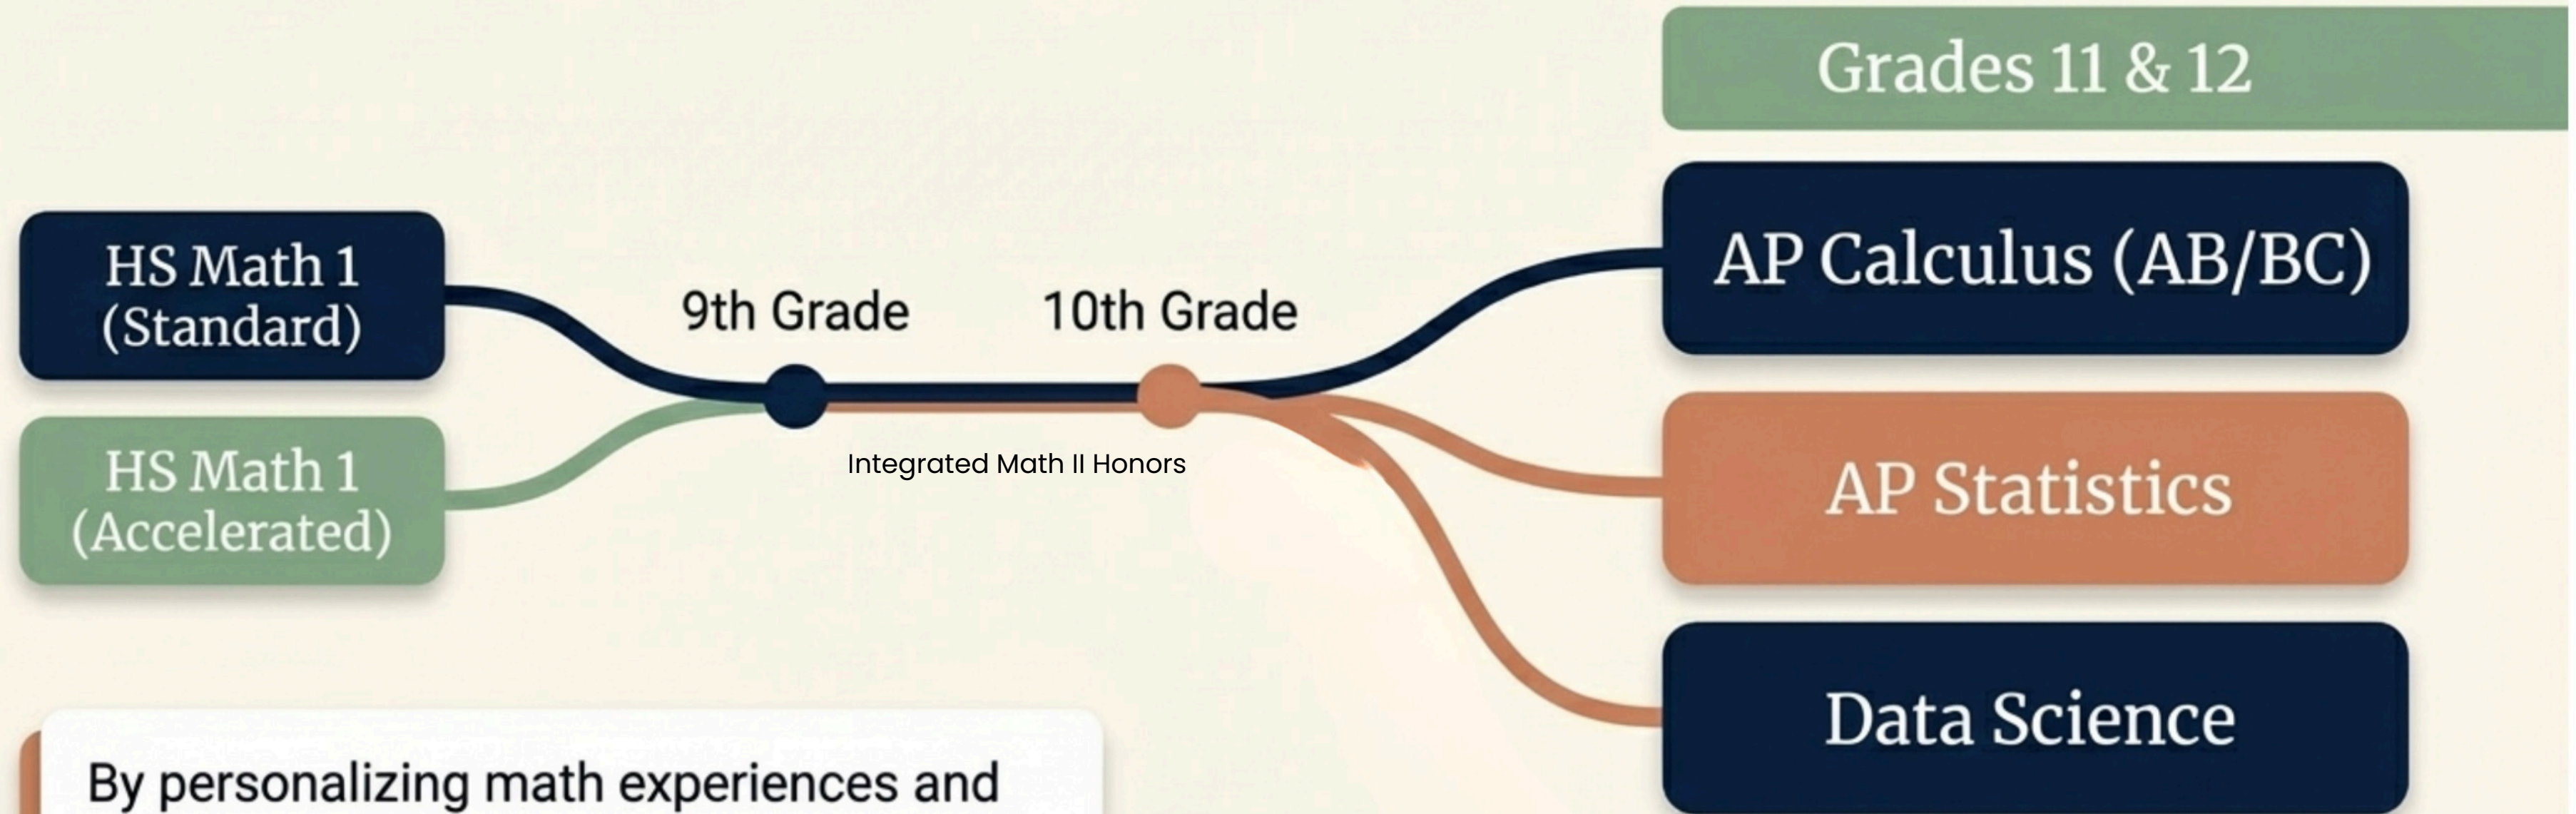 Grades 11 & 12
HS Math 1
(Standard)
HS Math 1
(Accelerated)
9th Grade
10th Grade
Integrated Math II Honors
AP Calculus (AB/BC)
AP Statistics
Data Science
By personalizing math experiences and